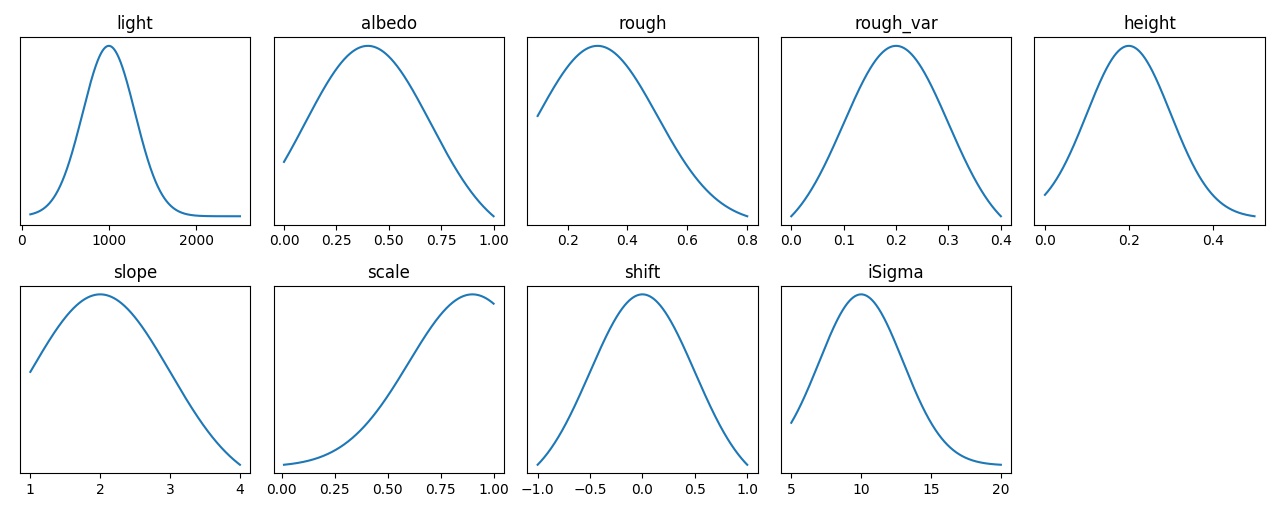 light albedo rough rough_var height
0 1000 2000 0.00 0.25 0.50 0.75 1.00 0.2 0.4 0.6 0.8 0.0 0.1 0.2 0.3 0.4 0.0 0.2 0.4
slope scale shift iSigma
1 2 3 4 0.00 0.25 0.50 0.75 1.00 −1.0 −0.5 0.0 0.5 1.0 5 10 15 20